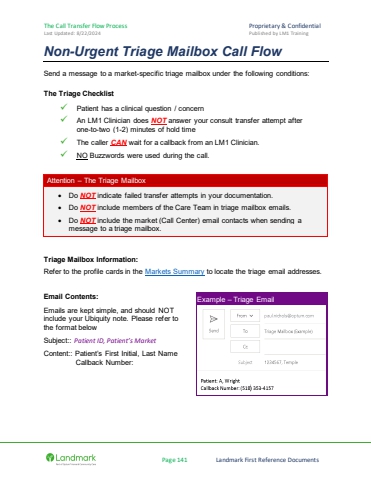 The Call Transfer Flow Process
Proprietary & Confidential
Last updated: 8/22/2024
Published by LM1 Training
Non-Urgent Triage Mailbox Call Flow
Send a message to a market-specific triage mailbox under the following conditions:
The Triage Checklist
✓ Patient has a clinical question / concern
✓ An LM1 Clinician does NOT answer your consult transfer attempt after
one-to-two (1-2) minutes of hold time
✓ The caller CAN wait for a callback from an LM1 Clinician.
✓ NO Buzzwords were used during the call.
Attention – The Triage Mailbox
• Do NOT indicate failed transfer attempts in your documentation.
• Do NOT include members of the Care Team in triage mailbox emails.
• Do NOT include the market (Call Center) email contacts when sending a
message to a triage mailbox.
Triage Mailbox Information:
Refer to the profile cards in the Markets Summary to locate the triage email addresses.
Email Contents:
Emails are kept simple, and should NOT
include your Ubiquity note. Please refer to
the format below
Subject:: Patient ID, Patient's Market
Content:: Patient's First Initial, Last Name
Callback Number:
Example – Triage Email
Send
From
To
Triage Mailbox (Example)
Cc
Subject
1234567, Temple
Patient: A, Wright
Callback Number: (518) 353-4157
Landmark
Page 141
Landmark First Reference Documents